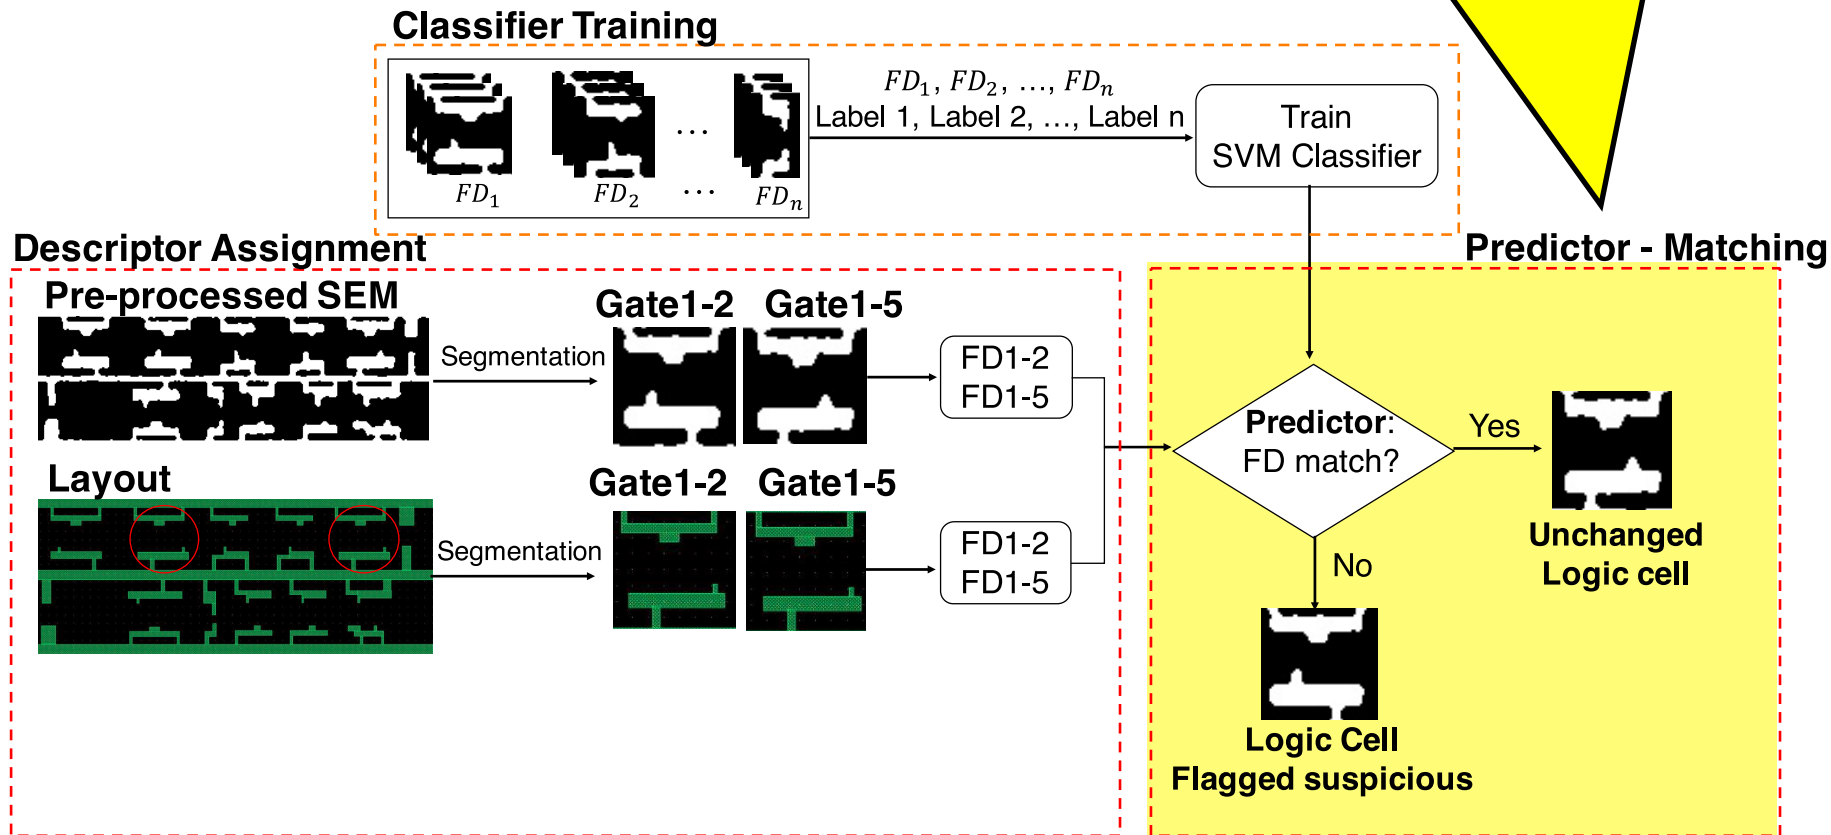 Classifier Training
FD₁, FD₂, ..., FDₙ
Label 1, Label 2, ..., Label n
Train
SVM Classifier
...
FD₁ FD₂ ... FDₙ
Descriptor Assignment
Predictor - Matching
Pre-processed SEM
Gate1-2 Gate1-5
Segmentation
FD1-2
FD1-5
Layout
Gate1-2 Gate1-5
Segmentation
FD1-2
FD1-5
Predictor:
FD match?
Yes
Unchanged
Logic cell
No
Logic Cell
Flagged suspicious